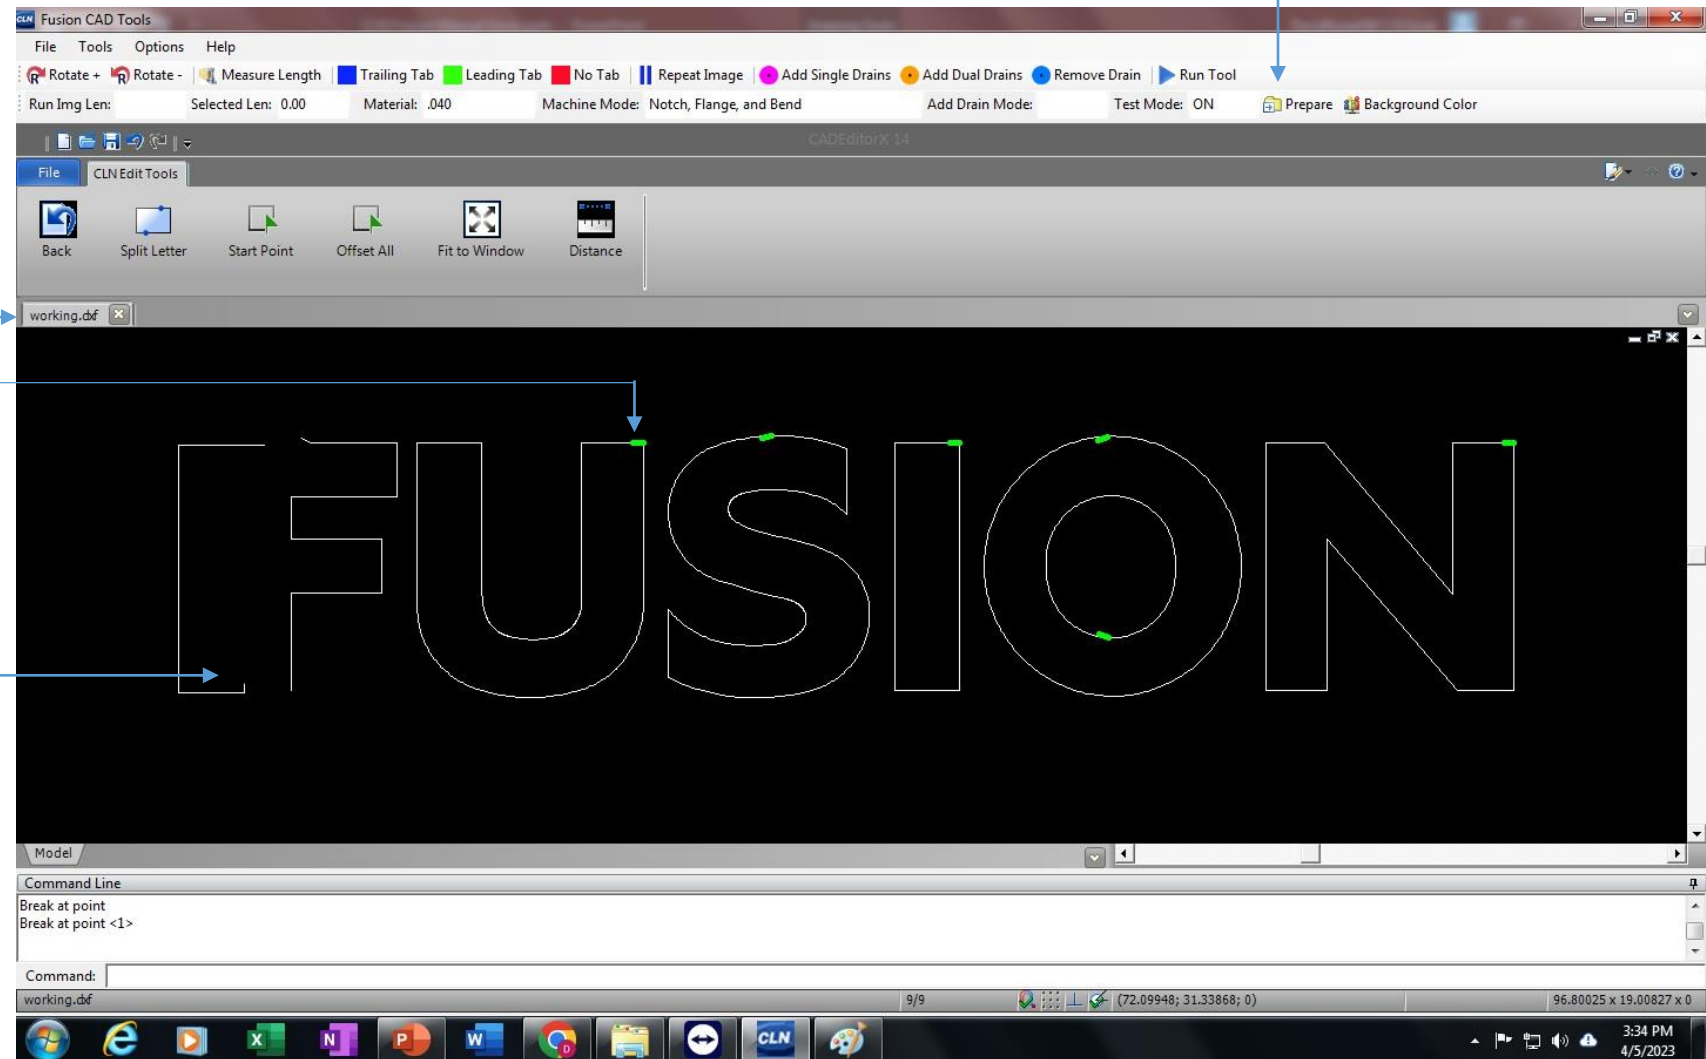 CLN Fusion CAD Tools
File Tools Options Help
R Rotate + R Rotate - Measure Length Trailing Tab Leading Tab No Tab Repeat Image Add Single Drains Add Dual Drains Remove Drain Run Tool
Run Img Len: Selected Len: 0.00 Material: .040 Machine Mode: Notch, Flange, and Bend Add Drain Mode: Test Mode: ON Prepare Background Color
CADEditorX 14
File CLN Edit Tools
Back Split Letter Start Point Offset All Fit to Window Distance
working.dxf
FUSION
Model
Command Line
Break at point
Break at point <1>
Command:
working.dxf 9/9 (72.09948; 31.33868; 0) 96.80025 x 19.00827 x 0
X N P W CLN 3:34 PM
4/5/2023